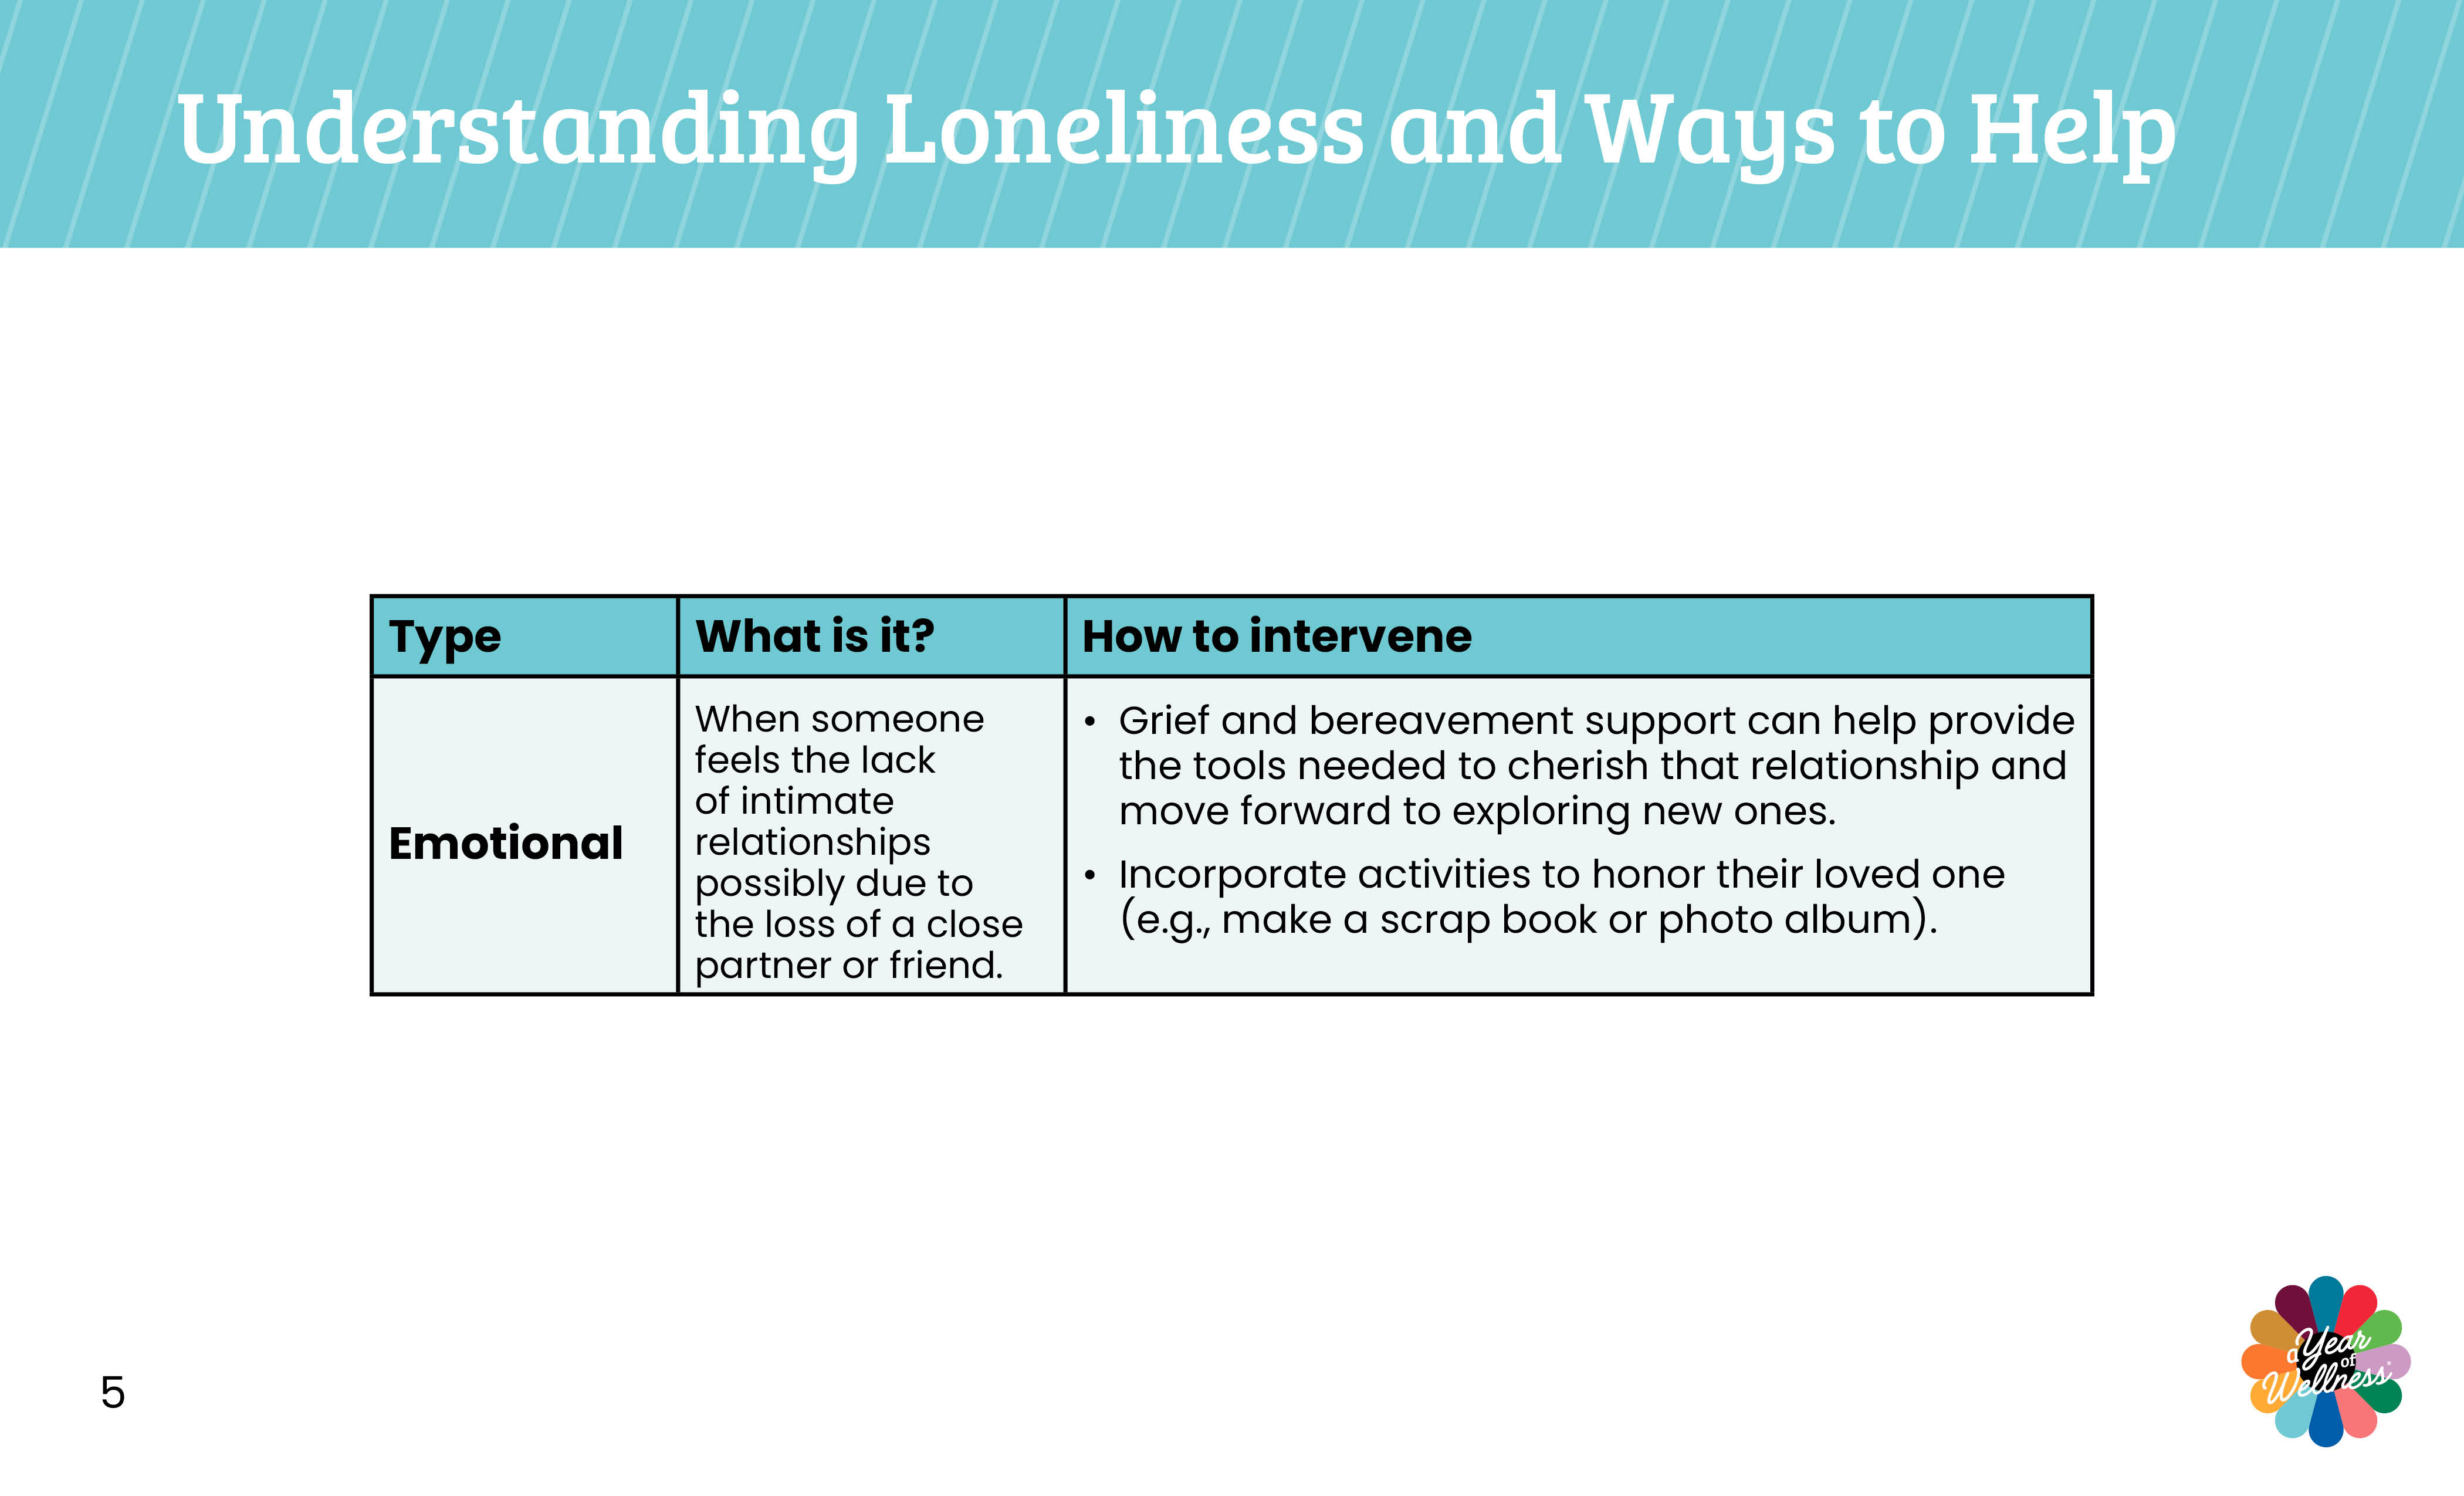 Understanding Loneliness and Ways to Help
Type
What is it?
How to intervene
Emotional
When someone
feels the lack
of intimate
relationships
possibly due to
the loss of a close
partner or friend.
• Grief and bereavement support can help provide
the tools needed to cherish that relationship and
move forward to exploring new ones.
• Incorporate activities to honor their loved one
(e.g., make a scrap book or photo album).
5
a Year
of
Wellness